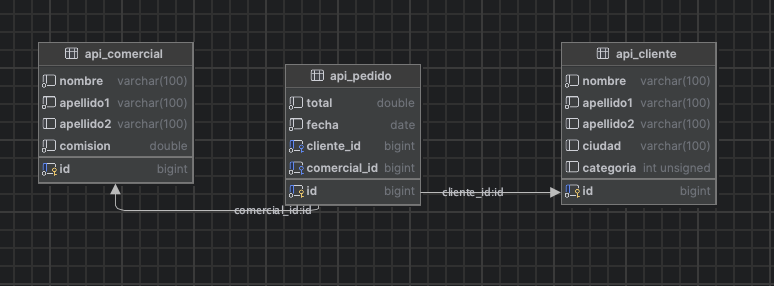 api_comercial
nombre varchar(100)
apellido1 varchar(100)
apellido2 varchar(100)
comision double
id bigint
api_pedido
total double
fecha date
cliente_id bigint
comercial_id bigint
id bigint
api_cliente
nombre varchar(100)
apellido1 varchar(100)
apellido2 varchar(100)
ciudad varchar(100)
categoria int unsigned
id bigint
comercial_id:id
cliente_id:id